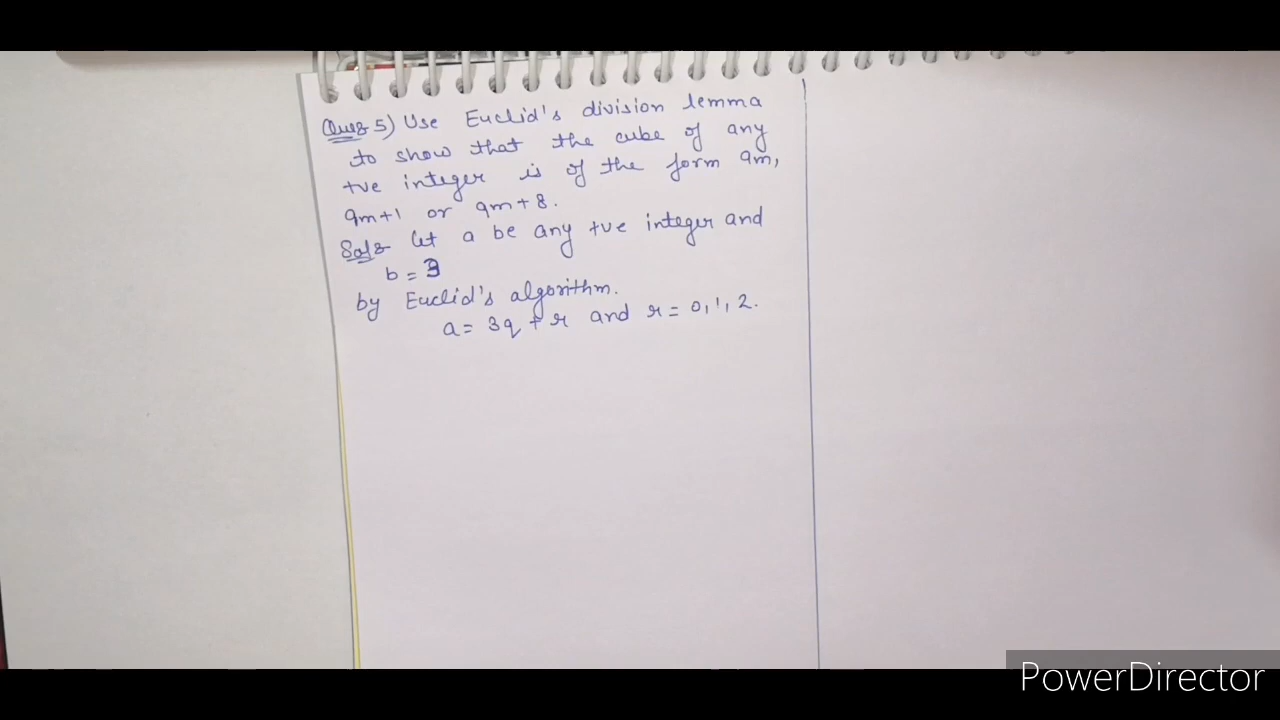 Ques 5) Use Euclid's division lemma
to show that the cube of any
+ve integer is of the form 9m,
9m+1 or 9m+8.
Sol: let a be any +ve integer and
b = 3
by Euclid's algorithm.
a = 3q + r and r = 0, 1, 2.
PowerDirector